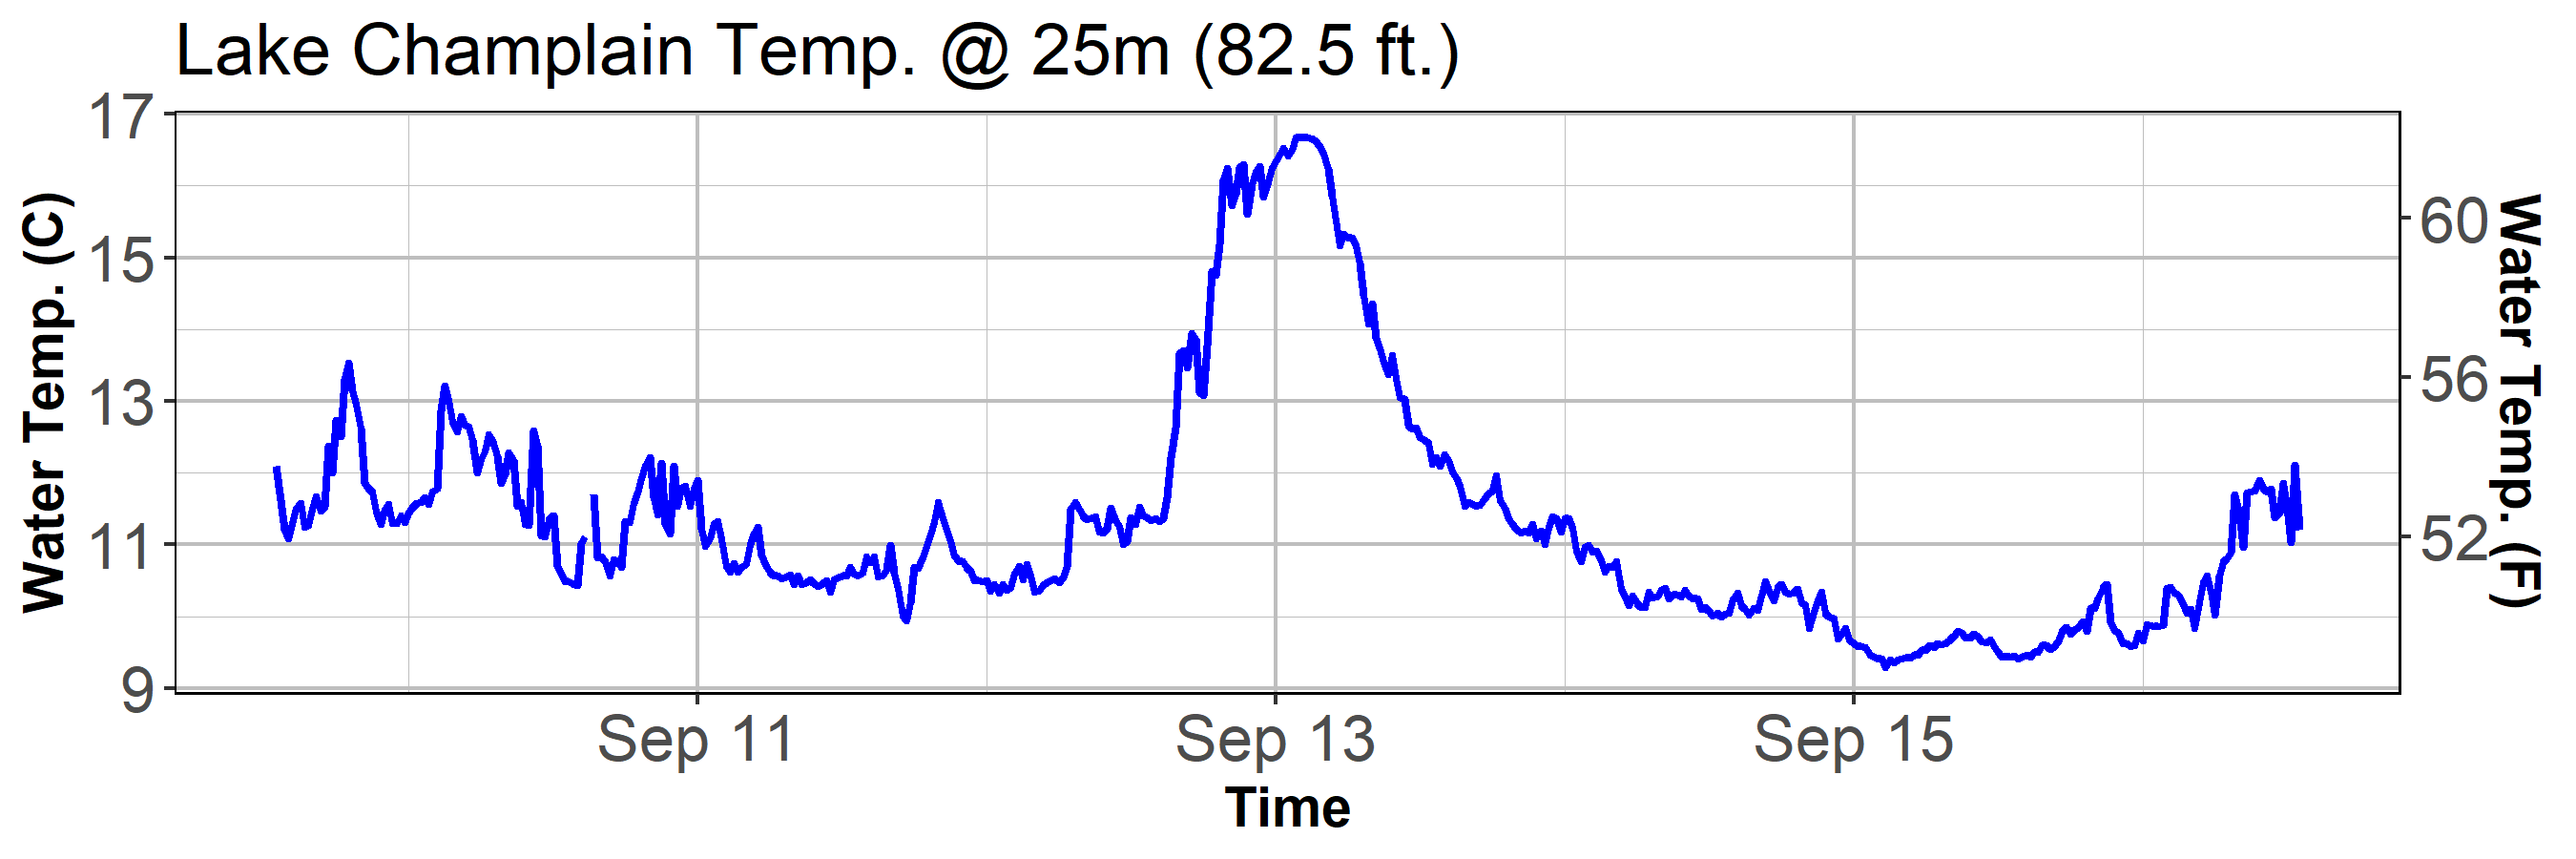 Lake Champlain Temp. @ 25m (82.5 ft.)
Water Temp. (C)
17
15
13
11
9
60
56
52
Water Temp. (F)
Sep 11
Sep 13
Sep 15
Time